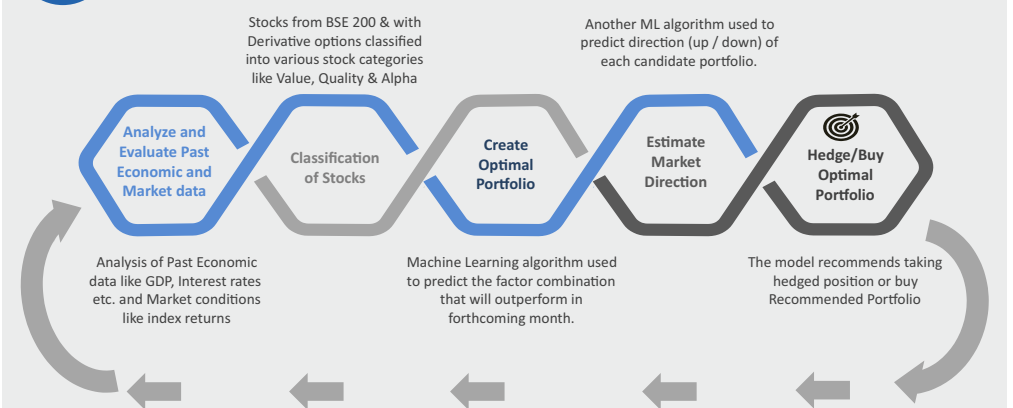 Stocks from BSE 200 & with
Derivative options classified
into various stock categories
like Value, Quality & Alpha
Another ML algorithm used to
predict direction (up / down) of
each candidate portfolio.
Analyze and
Evaluate Past
Economic and
Market data
Classification
of Stocks
Create
Optimal
Portfolio
Estimate
Market
Direction
Hedge/Buy
Optimal
Portfolio
Analysis of Past Economic
data like GDP, Interest rates
etc. and Market conditions
like index returns
Machine Learning algorithm used
to predict the factor combination
that will outperform in
forthcoming month.
The model recommends taking
hedged position or buy
Recommended Portfolio